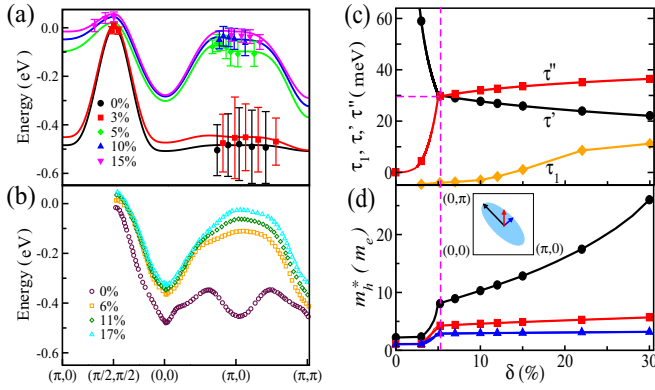 (a)
Energy (eV)
0.0
-0.2
-0.4
-0.6
0%
3%
5%
10%
15%
(b)
Energy (eV)
0.0
-0.2
-0.4
-0.6
0%
6%
11%
17%
(π,0) (π/2,π/2) (0,0) (π,0) (π,π)
(c)
τ₁, τ,' τ'' (meV)
60
40
20
0
τ''
τ'
τ₁
(d)
m*ₕ (mₑ)
20
10
0
(0,π)
(0,0)
(π,0)
0 5 10 15 20 25 30
δ (%)